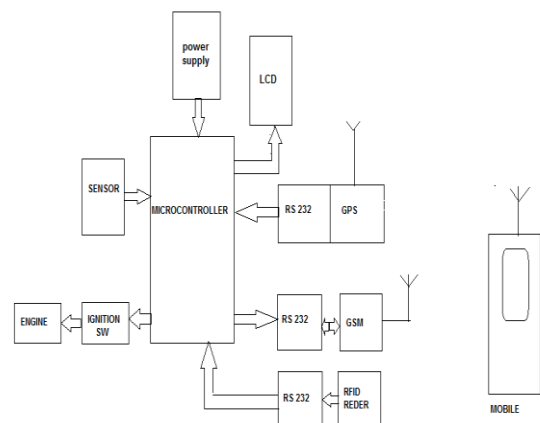 power
supply
LCD
SENSOR
MICROCONTROLLER
RS 232
GPS
ENGINE
IGNITION
SW
RS 232
GSM
RS 232
RFID
REDER
MOBILE